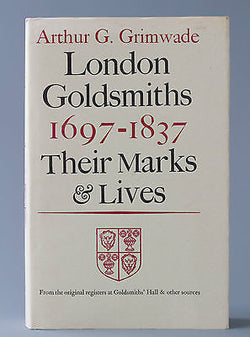 Arthur G. Grimwade
London
Goldsmiths
1697-1837
Their Marks
& Lives
From the original registers at Goldsmiths' Hall & other sources